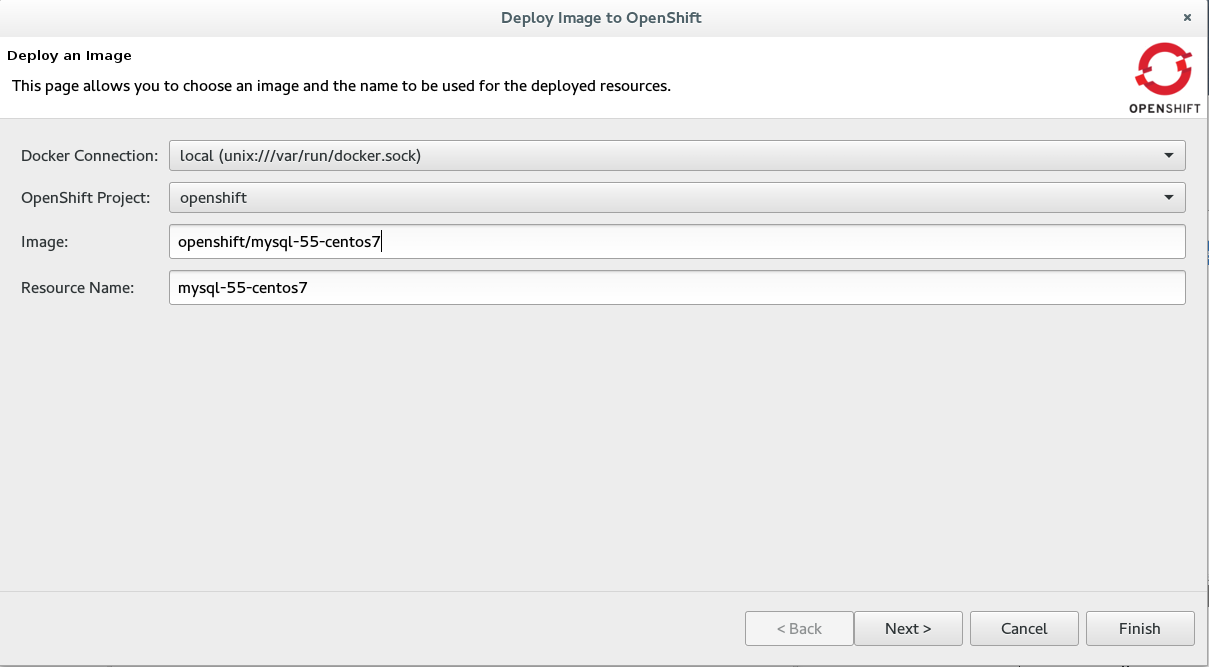 Deploy Image to OpenShift ×
Deploy an Image
This page allows you to choose an image and the name to be used for the deployed resources.
OPENSHIFT
Docker Connection: local (unix:///var/run/docker.sock)
OpenShift Project: openshift
Image: openshift/mysql-55-centos7
Resource Name: mysql-55-centos7
< Back Next > Cancel Finish